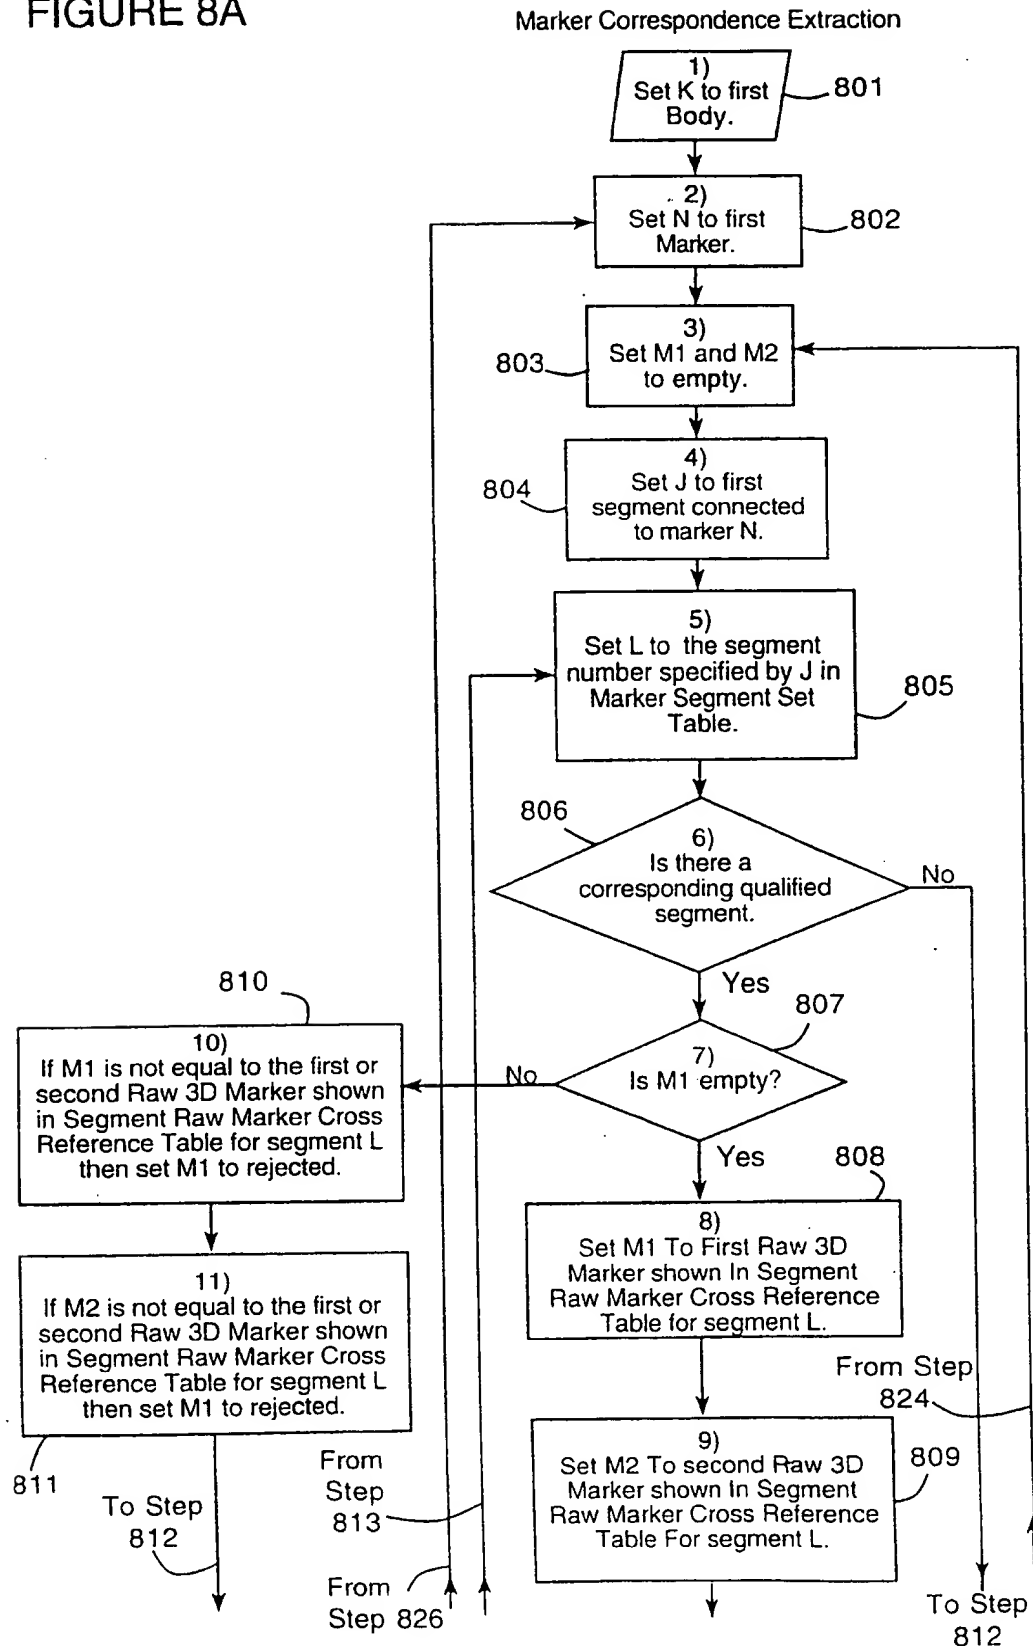 FIGURE 8A
Marker Correspondence Extraction
1)
Set K to first
Body.
801
2)
Set N to first
Marker.
802
3)
Set M1 and M2
to empty.
803
4)
Set J to first
segment connected
to marker N.
804
5)
Set L to the segment
number specified by J in
Marker Segment Set
Table.
805
806
6)
Is there a
corresponding qualified
segment.
No
Yes
807
7)
Is M1 empty?
No
Yes
810
10)
If M1 is not equal to the first or
second Raw 3D Marker shown
in Segment Raw Marker Cross
Reference Table for segment L
then set M1 to rejected.
808
8)
Set M1 To First Raw 3D
Marker shown In Segment
Raw Marker Cross Reference
Table for segment L.
11)
If M2 is not equal to the first or
second Raw 3D Marker shown
in Segment Raw Marker Cross
Reference Table for segment L
then set M1 to rejected.
811
From Step
824
9)
Set M2 To second Raw 3D
Marker shown In Segment
Raw Marker Cross Reference
Table For segment L.
809
To Step
812
From
Step
813
From
Step 826
To Step
812